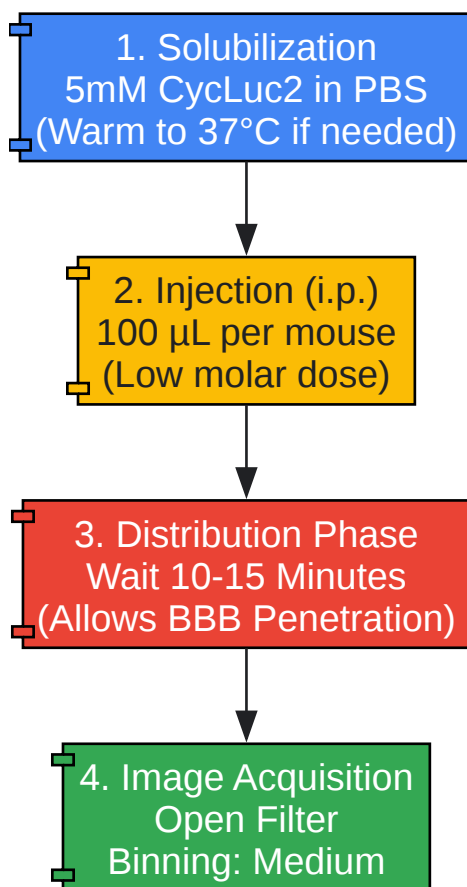 1. Solubilization
5mM CycLuc2 in PBS
(Warm to 37°C if needed)
2. Injection (i.p.)
100 µL per mouse
(Low molar dose)
3. Distribution Phase
Wait 10-15 Minutes
(Allows BBB Penetration)
4. Image Acquisition
Open Filter
Binning: Medium